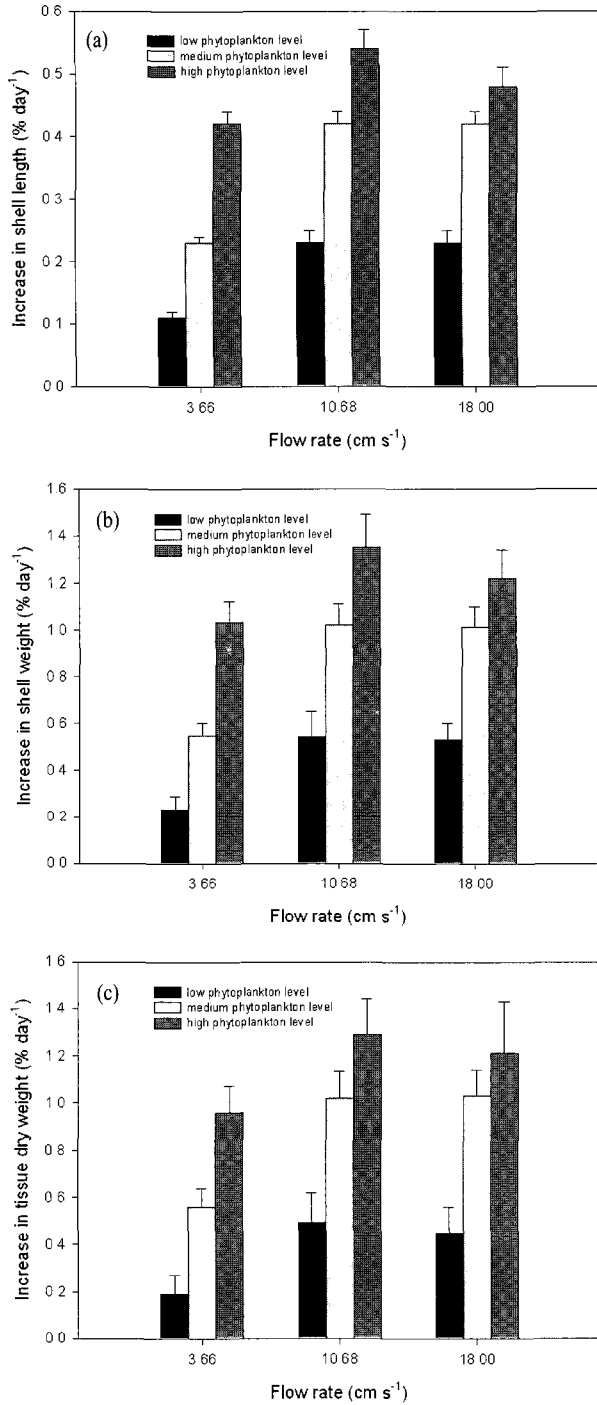 (a)
low phytoplankton level
medium phytoplankton level
high phytoplankton level
Increase in shell length (% day-1)
0.6
0.5
0.4
0.3
0.2
0 1
0 0
3 66
10 68
18 00
Flow rate (cm s-1)
(b)
low phytoplankton level
medium phytoplankton level
high phytoplankton level
Increase in shell weight (% day-1)
1.6
1.4
1.2
1.0
0.8
0 6
0 4
0 2
0 0
3 66
10 68
18 00
Flow rate (cm s-1)
(c)
low phytoplankton level
medium phytoplankton level
high phytoplankton level
Increase in tissue dry weight (% day-1)
1 6
1.4
1.2
1 0
0.8
0.6
0 4
0 2
0 0
3 66
10 68
18 00
Flow rate (cm s-1)